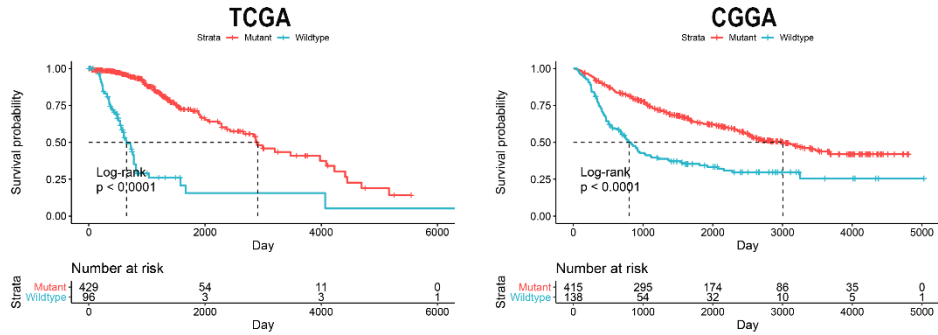 TCGA
Strata Mutant Wildtype
1.00
0.75
0.50
0.25
0.00
Survival probability
Log-rank
p < 0.0001
0 2000 4000 6000
Day
Number at risk
Strata
Mutant 429 54 11 0
Wildtype 96 3 3 1
0 2000 4000 6000
Day
CGGA
Strata Mutant Wildtype
1.00
0.75
0.50
0.25
0.00
Survival probability
Log-rank
p < 0.0001
0 1000 2000 3000 4000 5000
Day
Number at risk
Strata
Mutant 415 295 174 86 35 0
Wildtype 138 54 32 10 5 1
0 1000 2000 3000 4000 5000
Day